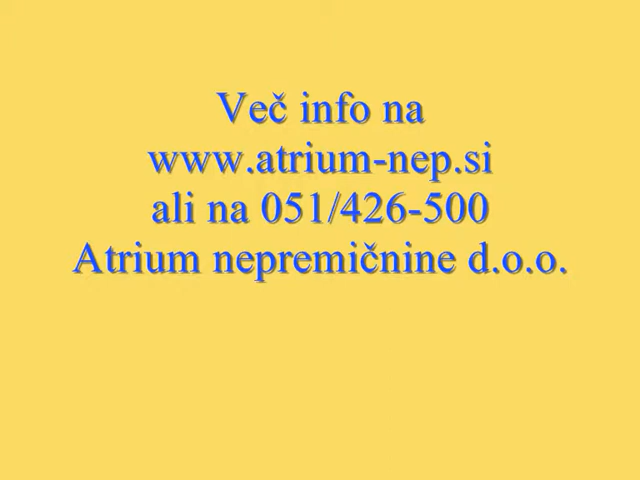 Več info na
www.atrium-nep.si
ali na 051/426-500
Atrium nepremičnine d.o.o.